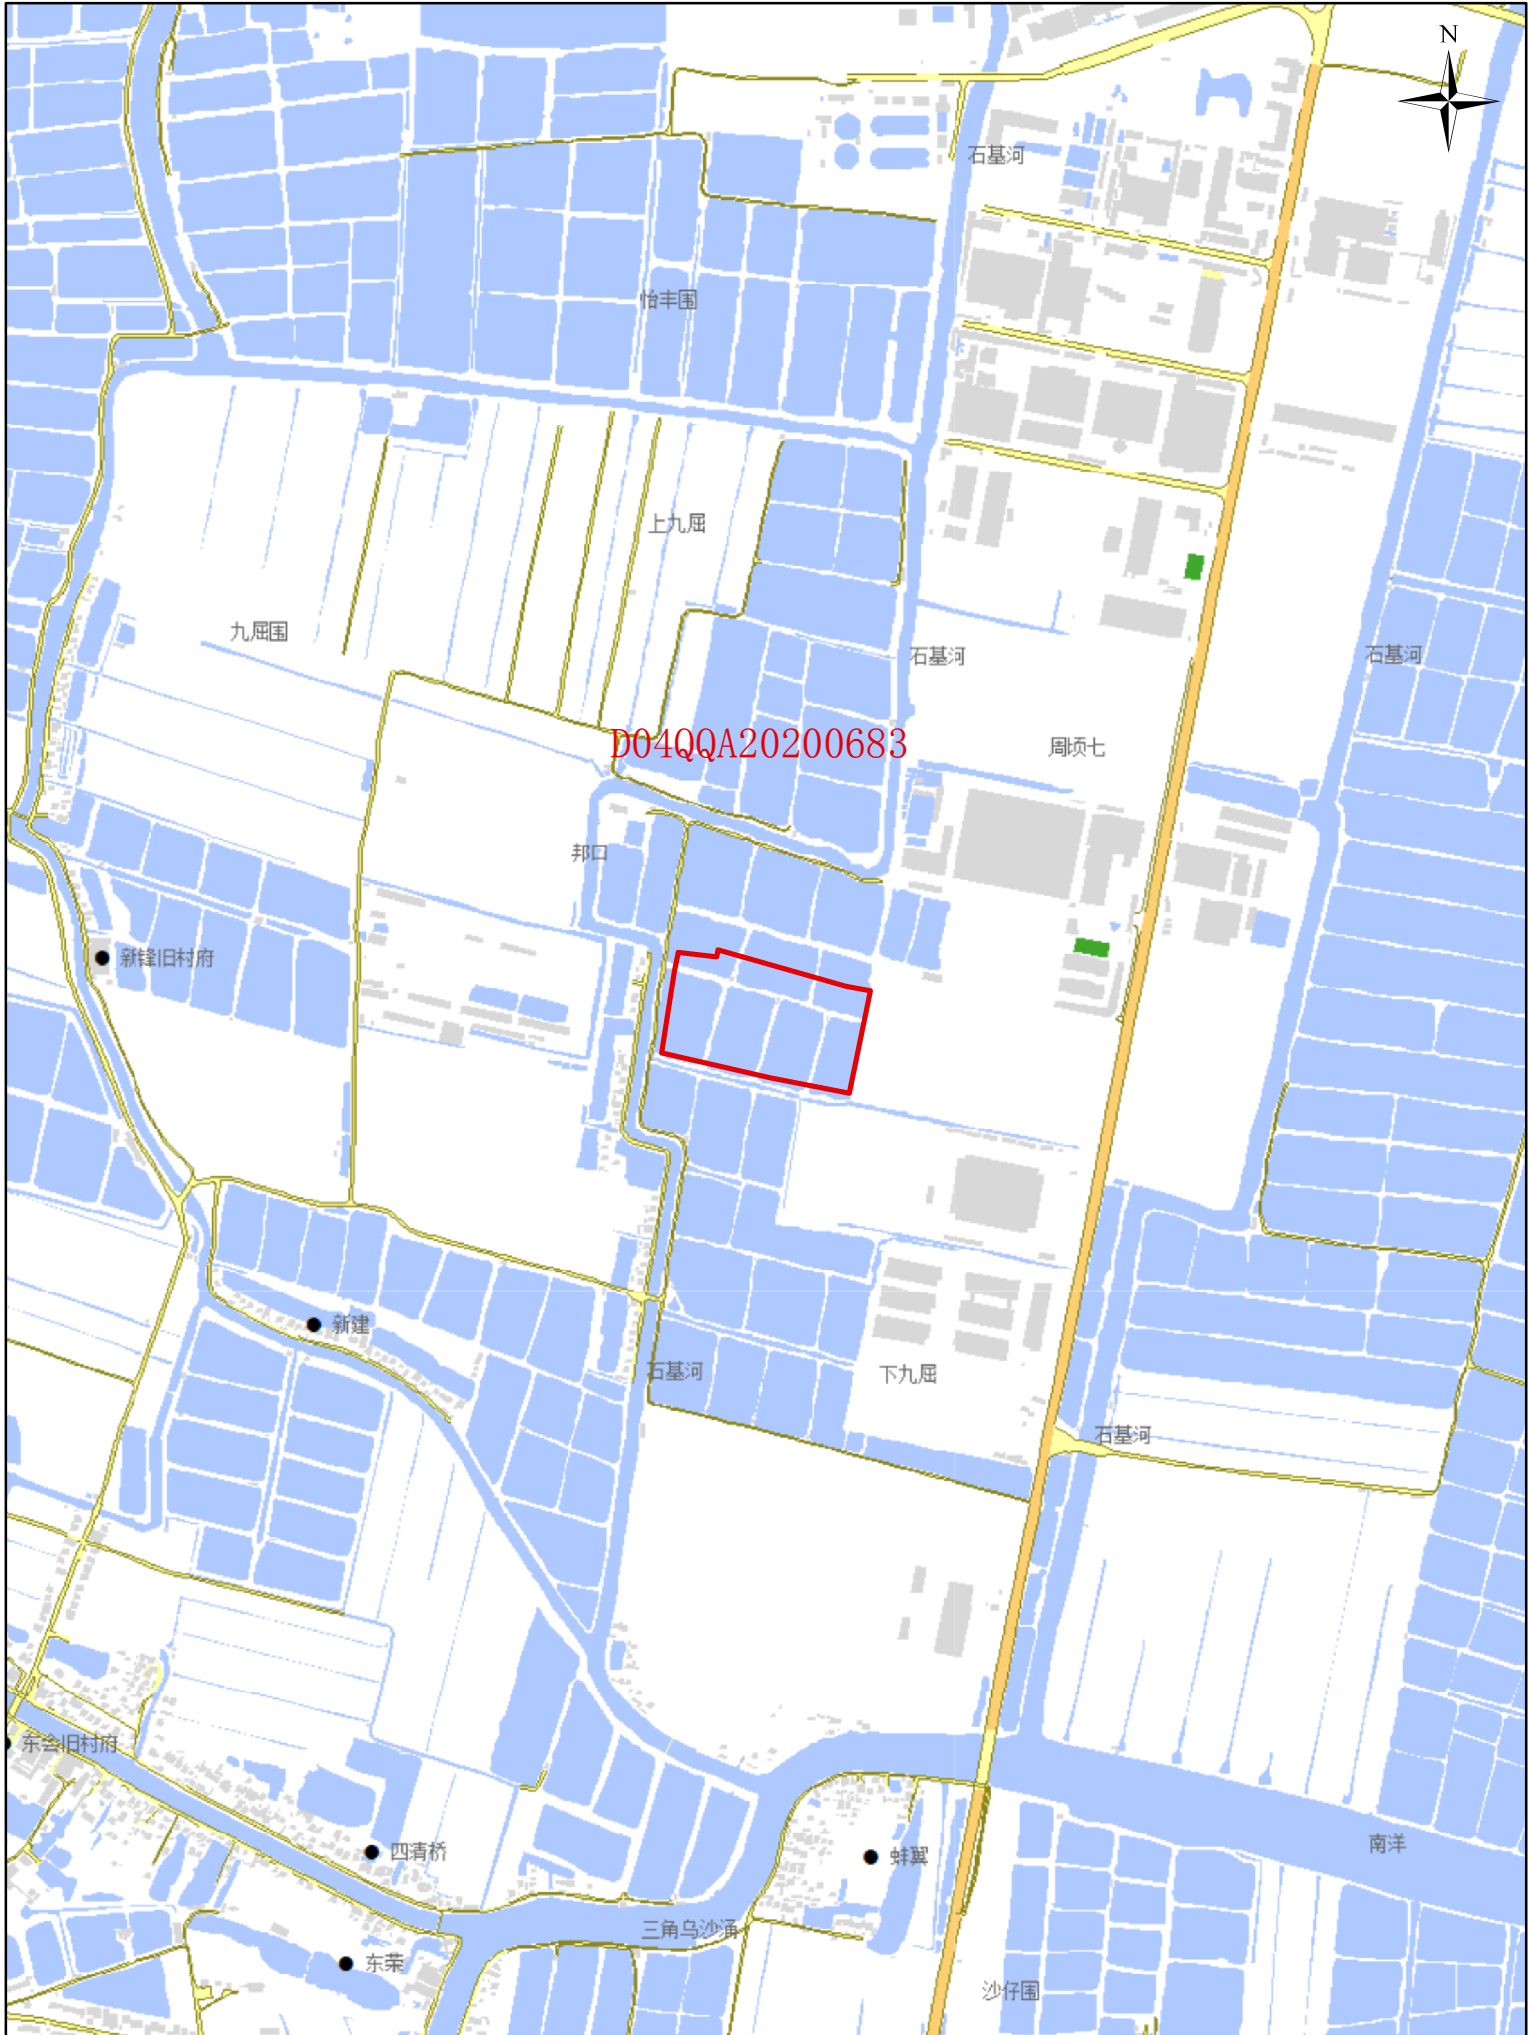 N
石基河
怡丰围
上九屈
九屈围
石基河
石基河
D04QQA20200683
周顷七
邦口
新锋旧村府
新建
石基河
下九屈
石基河
东会旧村府
南洋
四清桥
蚌翼
三角乌沙涌
东荣
沙仔围